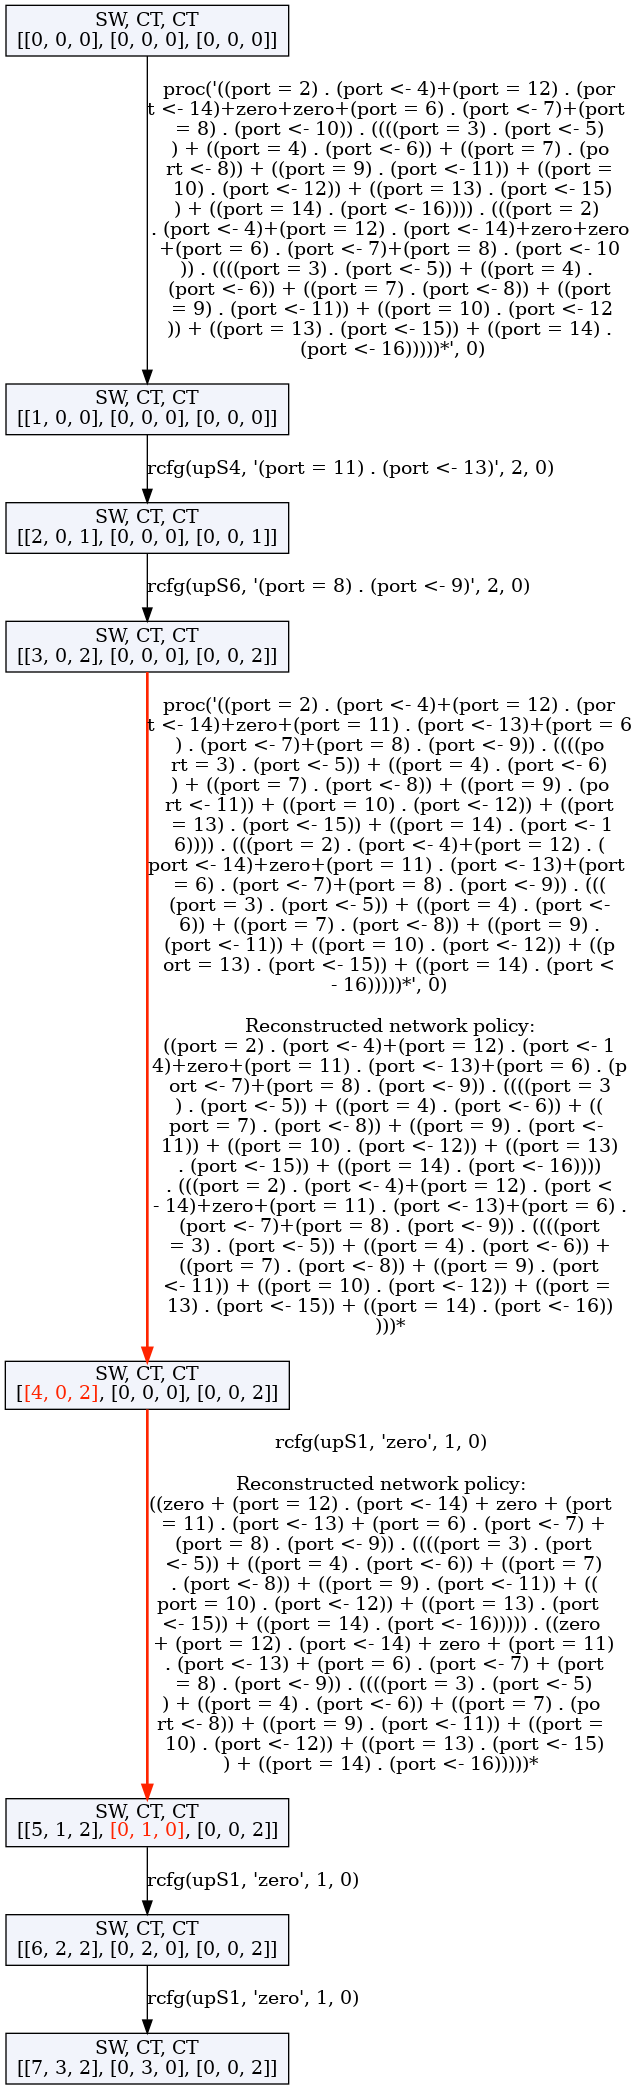 SW, CT, CT
[[0, 0, 0], [0, 0, 0], [0, 0, 0]]
proc('((port = 2) . (port <- 4)+(port = 12) . (por
t <- 14)+zero+zero+(port = 6) . (port <- 7)+(port
= 8) . (port <- 10)) . ((((port = 3) . (port <- 5)
) + ((port = 4) . (port <- 6)) + ((port = 7) . (po
rt <- 8)) + ((port = 9) . (port <- 11)) + ((port =
10) . (port <- 12)) + ((port = 13) . (port <- 15)
) + ((port = 14) . (port <- 16)))) . (((port = 2)
. (port <- 4)+(port = 12) . (port <- 14)+zero+zero
+(port = 6) . (port <- 7)+(port = 8) . (port <- 10
)) . ((((port = 3) . (port <- 5)) + ((port = 4) .
(port <- 6)) + ((port = 7) . (port <- 8)) + ((port
= 9) . (port <- 11)) + ((port = 10) . (port <- 12
)) + ((port = 13) . (port <- 15)) + ((port = 14) .
(port <- 16)))))*', 0)
SW, CT, CT
[[1, 0, 0], [0, 0, 0], [0, 0, 0]]
rcfg(upS4, '(port = 11) . (port <- 13)', 2, 0)
SW, CT, CT
[[2, 0, 1], [0, 0, 0], [0, 0, 1]]
rcfg(upS6, '(port = 8) . (port <- 9)', 2, 0)
SW, CT, CT
[[3, 0, 2], [0, 0, 0], [0, 0, 2]]
proc('((port = 2) . (port <- 4)+(port = 12) . (por
t <- 14)+zero+(port = 11) . (port <- 13)+(port = 6
) . (port <- 7)+(port = 8) . (port <- 9)) . ((((po
rt = 3) . (port <- 5)) + ((port = 4) . (port <- 6)
) + ((port = 7) . (port <- 8)) + ((port = 9) . (po
rt <- 11)) + ((port = 10) . (port <- 12)) + ((port
= 13) . (port <- 15)) + ((port = 14) . (port <- 1
6)))) . (((port = 2) . (port <- 4)+(port = 12) . (
port <- 14)+zero+(port = 11) . (port <- 13)+(port
= 6) . (port <- 7)+(port = 8) . (port <- 9)) . (((
(port = 3) . (port <- 5)) + ((port = 4) . (port <-
6)) + ((port = 7) . (port <- 8)) + ((port = 9) .
(port <- 11)) + ((port = 10) . (port <- 12)) + ((p
ort = 13) . (port <- 15)) + ((port = 14) . (port <
- 16)))))*', 0)
Reconstructed network policy:
((port = 2) . (port <- 4)+(port = 12) . (port <- 1
4)+zero+(port = 11) . (port <- 13)+(port = 6) . (p
ort <- 7)+(port = 8) . (port <- 9)) . ((((port = 3
) . (port <- 5)) + ((port = 4) . (port <- 6)) + ((
port = 7) . (port <- 8)) + ((port = 9) . (port <-
11)) + ((port = 10) . (port <- 12)) + ((port = 13)
. (port <- 15)) + ((port = 14) . (port <- 16))))
. (((port = 2) . (port <- 4)+(port = 12) . (port <
- 14)+zero+(port = 11) . (port <- 13)+(port = 6) .
(port <- 7)+(port = 8) . (port <- 9)) . ((((port
= 3) . (port <- 5)) + ((port = 4) . (port <- 6)) +
((port = 7) . (port <- 8)) + ((port = 9) . (port
<- 11)) + ((port = 10) . (port <- 12)) + ((port =
13) . (port <- 15)) + ((port = 14) . (port <- 16))
)))*
SW, CT, CT
[[4, 0, 2], [0, 0, 0], [0, 0, 2]]
rcfg(upS1, 'zero', 1, 0)
Reconstructed network policy:
((zero + (port = 12) . (port <- 14) + zero + (port
= 11) . (port <- 13) + (port = 6) . (port <- 7) +
(port = 8) . (port <- 9)) . ((((port = 3) . (port
<- 5)) + ((port = 4) . (port <- 6)) + ((port = 7)
. (port <- 8)) + ((port = 9) . (port <- 11)) + ((
port = 10) . (port <- 12)) + ((port = 13) . (port
<- 15)) + ((port = 14) . (port <- 16))))) . ((zero
+ (port = 12) . (port <- 14) + zero + (port = 11)
. (port <- 13) + (port = 6) . (port <- 7) + (port
= 8) . (port <- 9)) . ((((port = 3) . (port <- 5)
) + ((port = 4) . (port <- 6)) + ((port = 7) . (po
rt <- 8)) + ((port = 9) . (port <- 11)) + ((port =
10) . (port <- 12)) + ((port = 13) . (port <- 15)
) + ((port = 14) . (port <- 16)))))*
SW, CT, CT
[[5, 1, 2], [0, 1, 0], [0, 0, 2]]
rcfg(upS1, 'zero', 1, 0)
SW, CT, CT
[[6, 2, 2], [0, 2, 0], [0, 0, 2]]
rcfg(upS1, 'zero', 1, 0)
SW, CT, CT
[[7, 3, 2], [0, 3, 0], [0, 0, 2]]